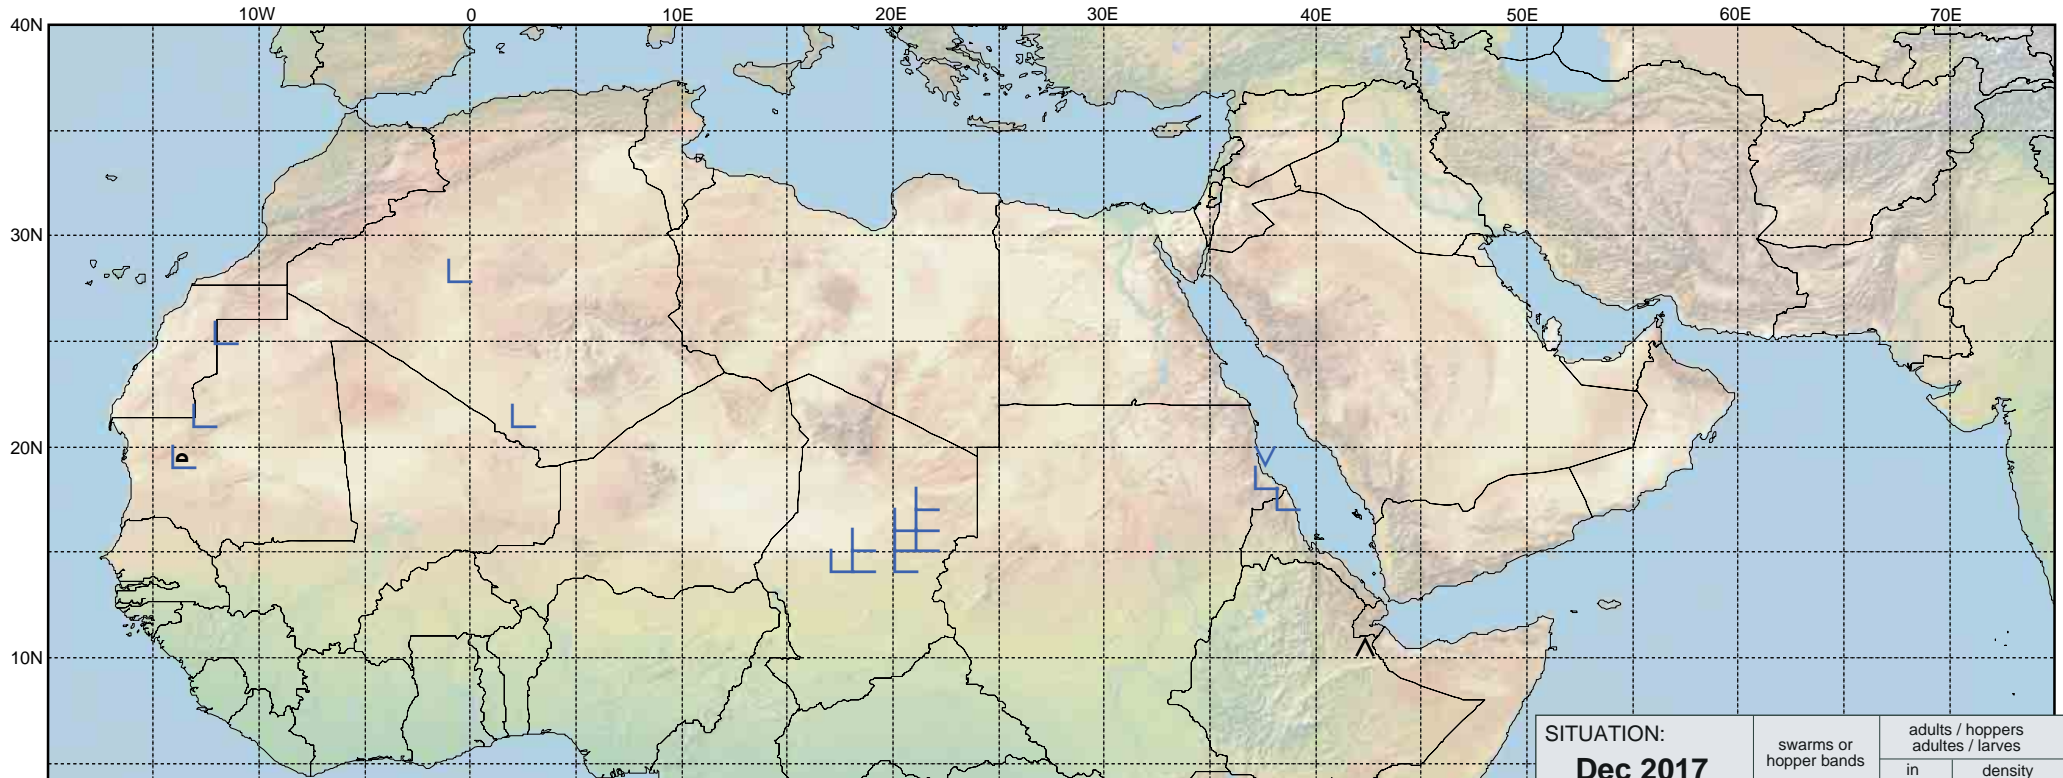 10W 0 10E 20E 30E 40E 50E 60E 70E
40N
30N
20N
D
10N
SITUATION:
Dec 2017
swarms or
hopper bands
adults / hoppers
adultes / larves
in
density